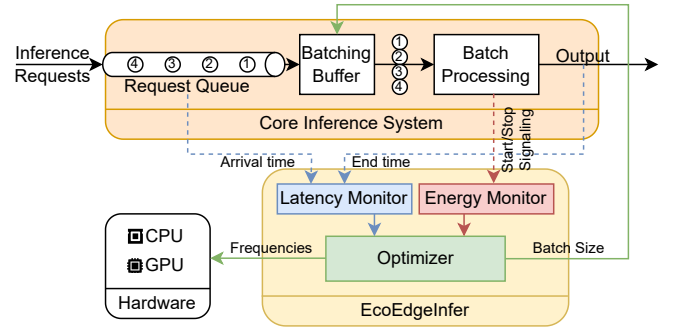 Inference
Requests
④ ③ ② ①
Request Queue
Batching
Buffer
①
②
③
④
Batch
Processing
Output
Core Inference System
Arrival time
End time
Start/Stop
Signaling
Latency Monitor
Energy Monitor
CPU
GPU
Hardware
Frequencies
Optimizer
Batch Size
EcoEdgeInfer